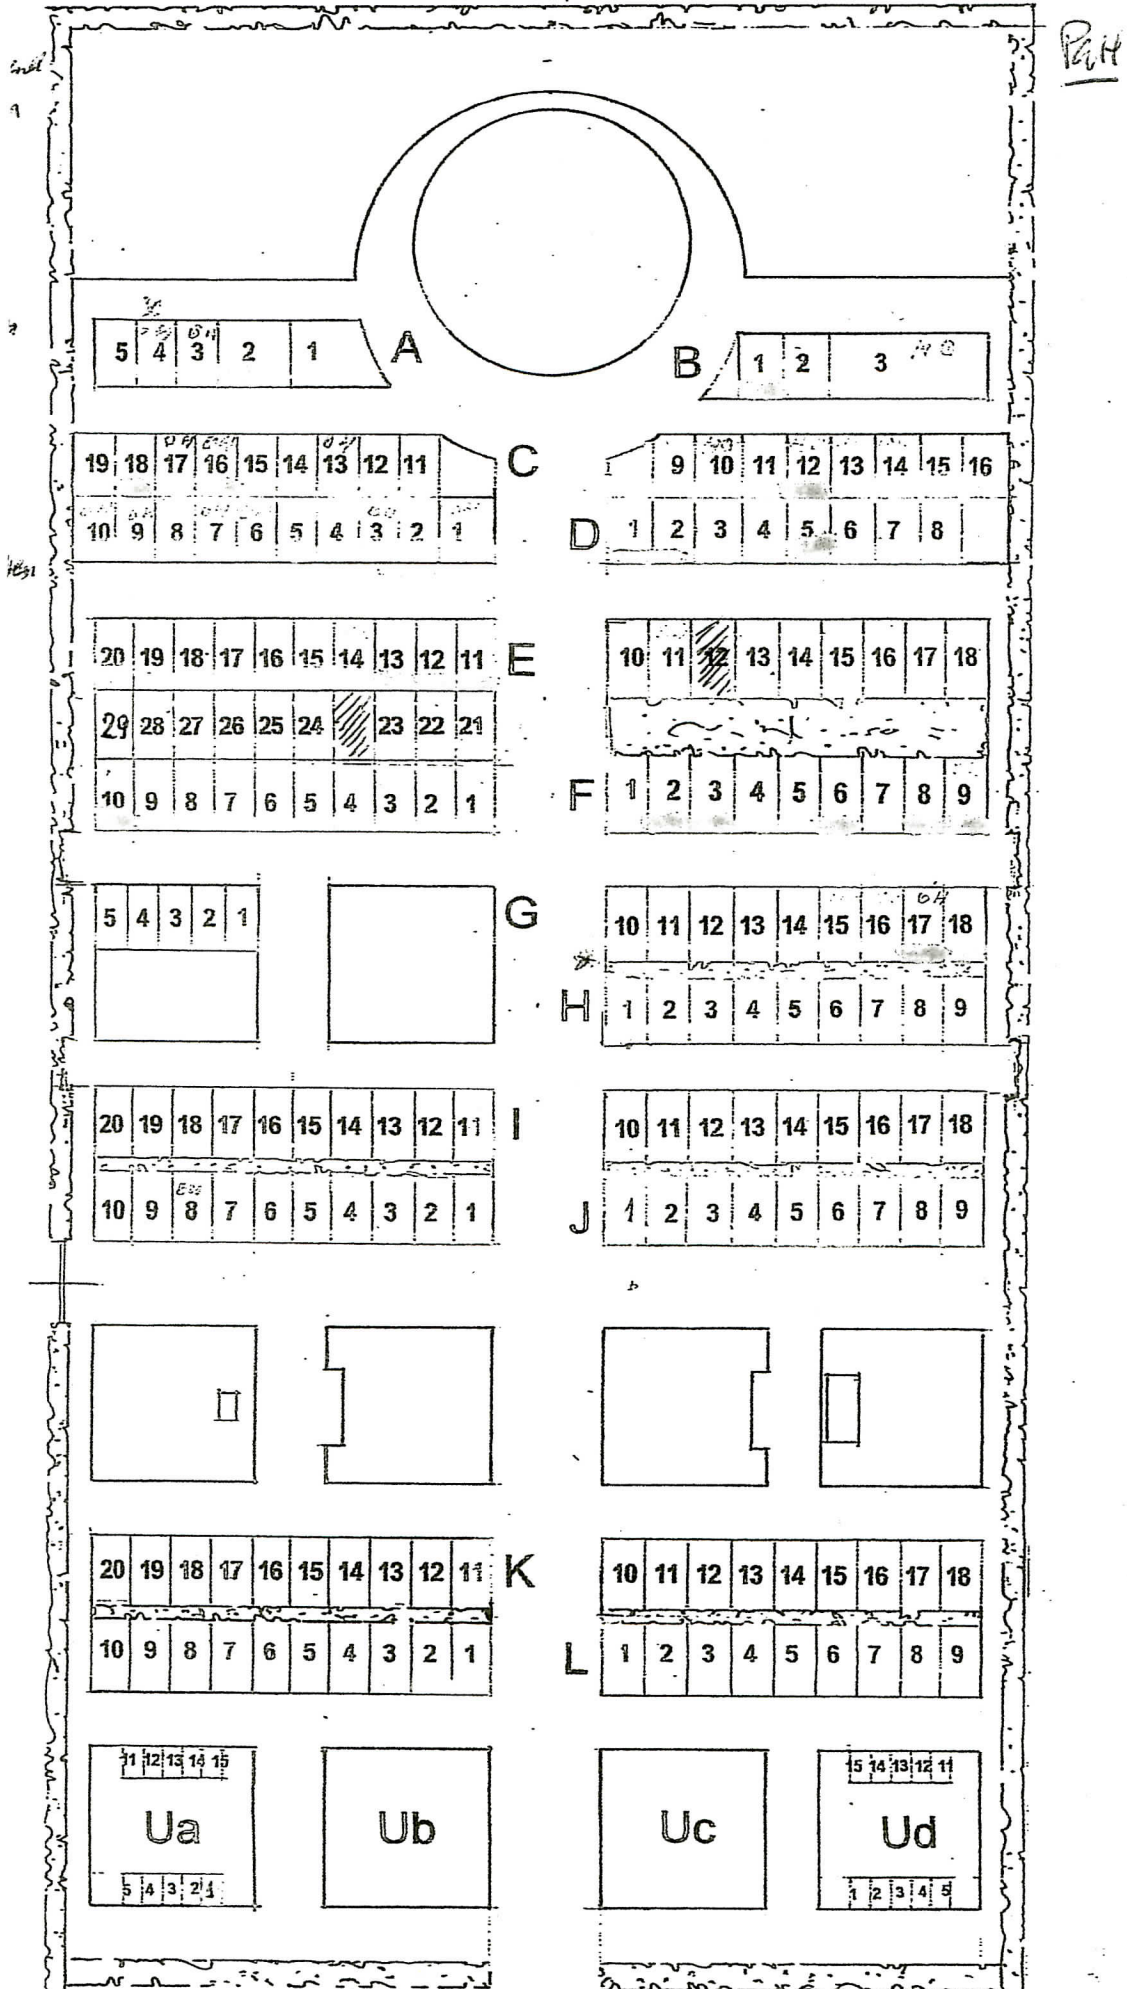 5 4 3 2 1 A
B 1 2 3
19 18 17 16 15 14 13 12 11 C
9 10 11 12 13 14 15 16
10 9 8 7 6 5 4 3 2 1
D 1 2 3 4 5 6 7 8
20 19 18 17 16 15 14 13 12 11 E
10 11 12 13 14 15 16 17 18
29 28 27 26 25 24 23 22 21
10 9 8 7 6 5 4 3 2 1
F 1 2 3 4 5 6 7 8 9
5 4 3 2 1 G
10 11 12 13 14 15 16 17 18
H 1 2 3 4 5 6 7 8 9
20 19 18 17 16 15 14 13 12 11 I
10 11 12 13 14 15 16 17 18
10 9 8 7 6 5 4 3 2 1
J 1 2 3 4 5 6 7 8 9
20 19 18 17 16 15 14 13 12 11 K
10 11 12 13 14 15 16 17 18
10 9 8 7 6 5 4 3 2 1
L 1 2 3 4 5 6 7 8 9
11 12 13 14 15
15 14 13 12 11
Ua Ub Uc Ud
5 4 3 2 1
1 2 3 4 5